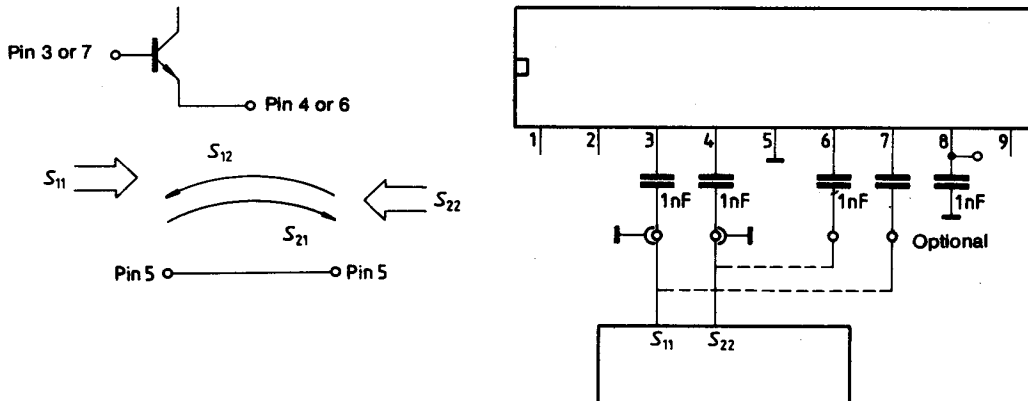 Pin 3 or 7
Pin 4 or 6
S12
S11
S22
S21
Pin 5
Pin 5
1 2 3 4 5 6 7 8 9
1nF 1nF 1nF 1nF
Optional
S11 S22